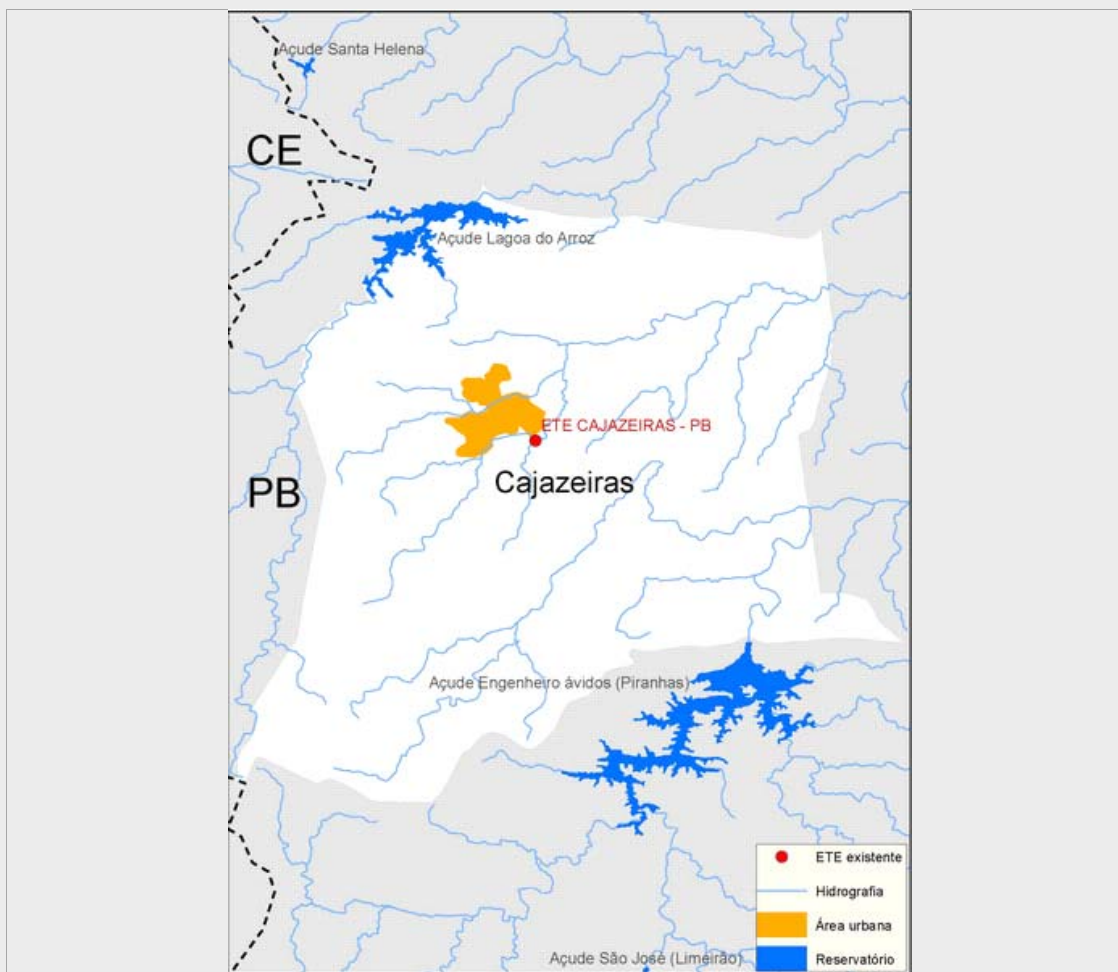 Açude Santa Helena
CE
Açude Lagoa do Arroz
ETE CAJAZEIRAS - PB
Cajazeiras
PB
Açude Engenheiro ávidos (Piranhas)
ETE existente
Hidrografia
Área urbana
Açude São José (Limeirão)
Reservatório